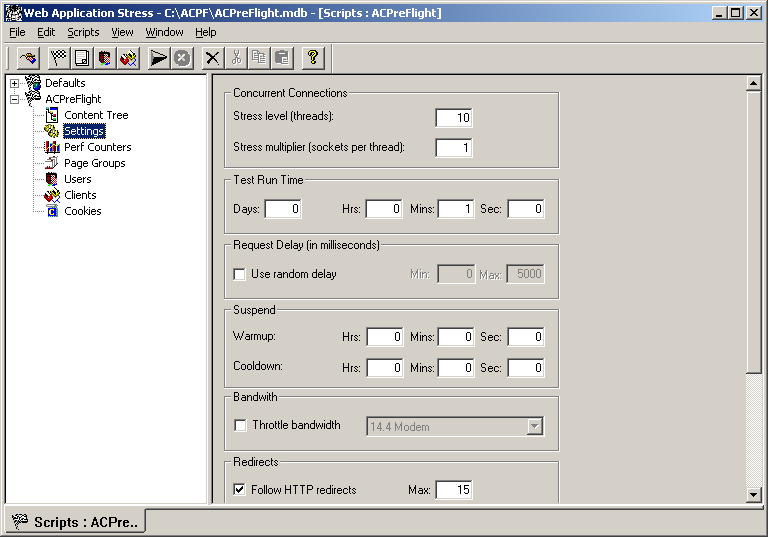 Web Application Stress - C:\ACPF\ACPreFlight.mdb - [Scripts : ACPreFlight]
File Edit Scripts View Window Help
Defaults
ACPreFlight
Content Tree
Settings
Perf Counters
Page Groups
Users
Clients
Cookies
Concurrent Connections
Stress level (threads): 10
Stress multiplier (sockets per thread): 1
Test Run Time
Days: 0 Hrs: 0 Mins: 1 Sec: 0
Request Delay (in milliseconds)
Use random delay Min: 0 Max: 5000
Suspend
Warmup: Hrs: 0 Mins: 0 Sec: 0
Cooldown: Hrs: 0 Mins: 0 Sec: 0
Bandwith
Throttle bandwidth 14.4 Modem
Redirects
Follow HTTP redirects Max: 15
Scripts : ACPre..